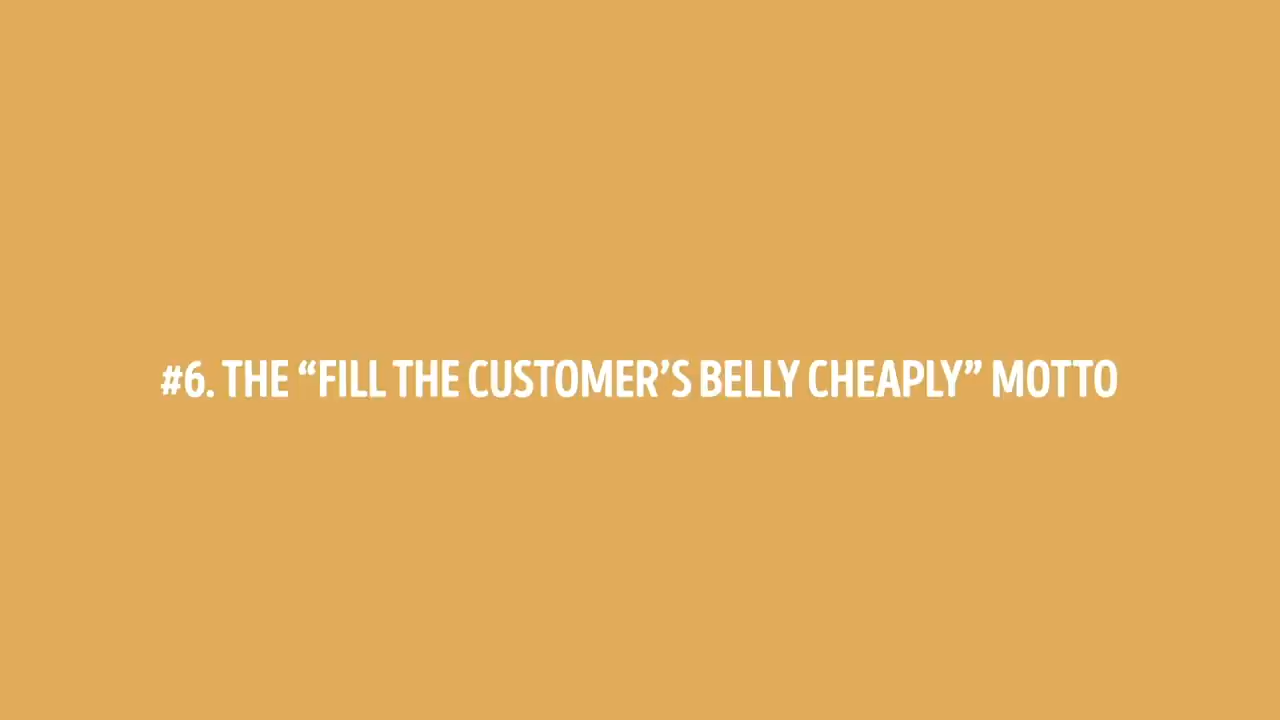 #6. THE “FILL THE CUSTOMER’S BELLY CHEAPLY” MOTTO